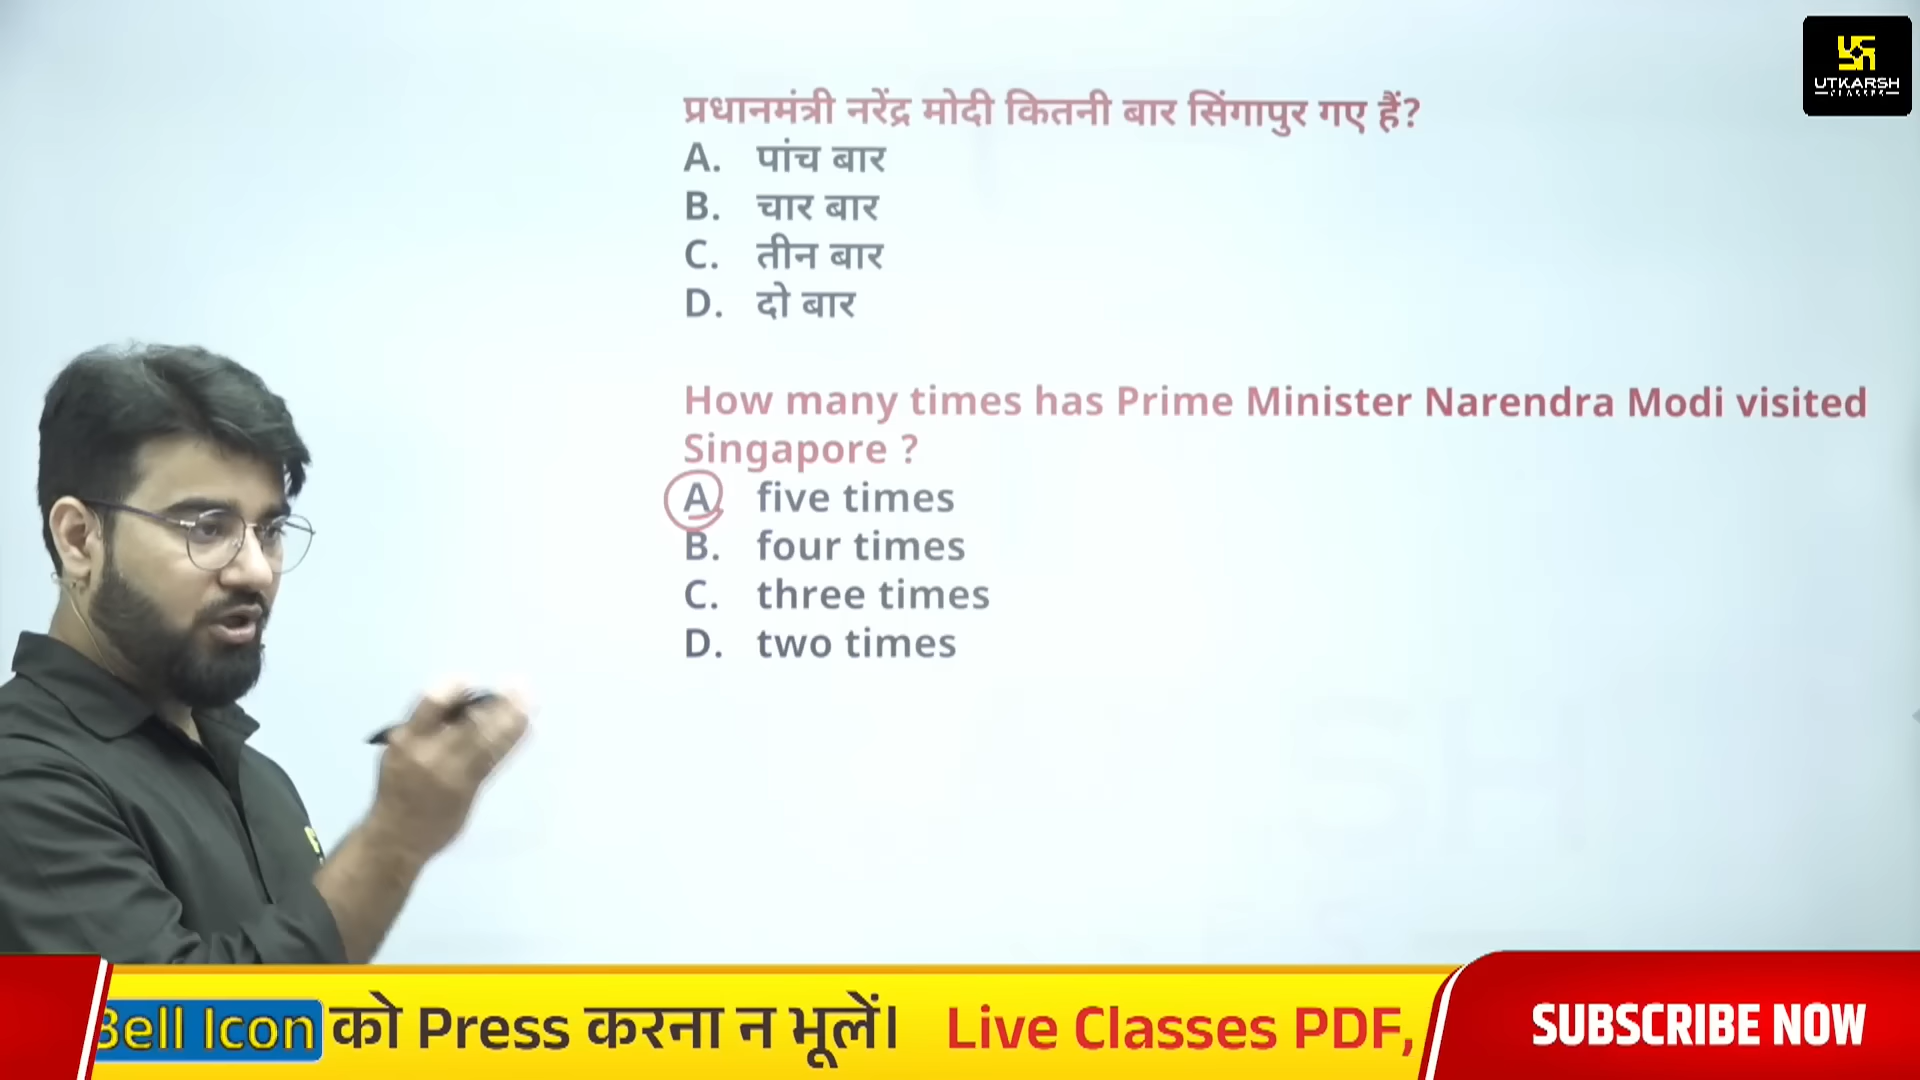 UTKARSH
CLASSES
प्रधानमंत्री नरेंद्र मोदी कितनी बार सिंगापुर गए हैं?
A. पांच बार
B. चार बार
C. तीन बार
D. दो बार
How many times has Prime Minister Narendra Modi visited
Singapore ?
A. five times
B. four times
C. three times
D. two times
Bell Icon को Press करना न भूलें। Live Classes PDF,
SUBSCRIBE NOW